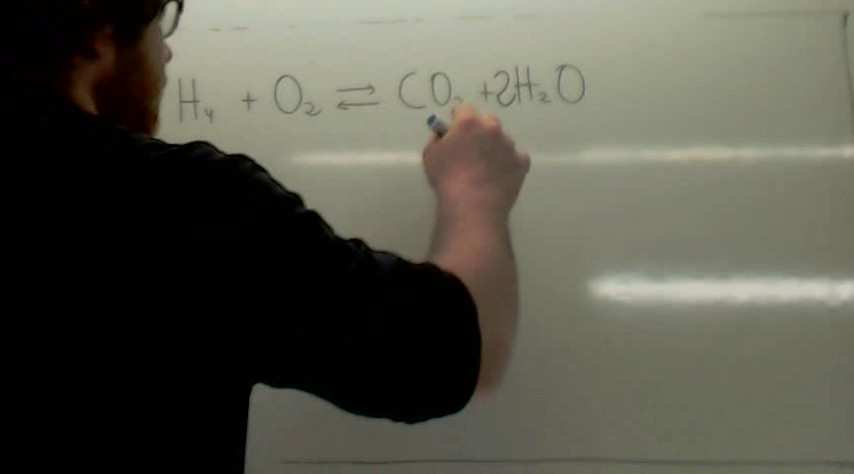 H₄ + O₂ ⇄ CO₂ + 2H₂O